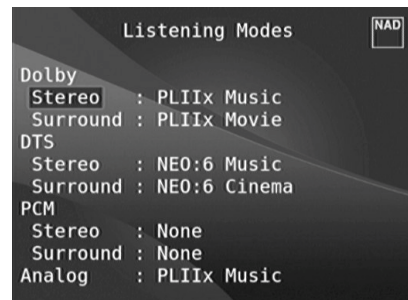 Listening Modes
NAD
Dolby
Stereo : PLIIx Music
Surround : PLIIx Movie
DTS
Stereo : NEO:6 Music
Surround : NEO:6 Cinema
PCM
Stereo : None
Surround : None
Analog : PLIIx Music